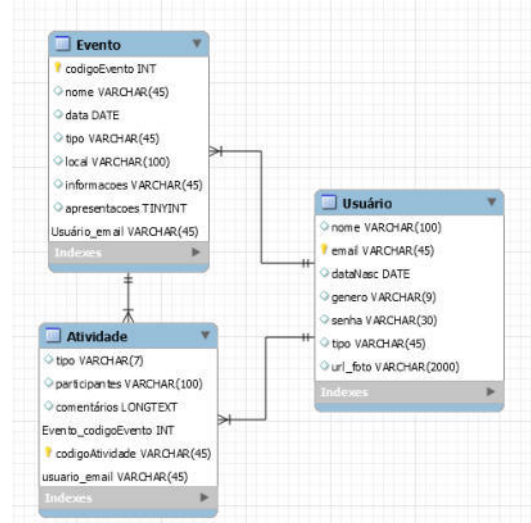 Evento
codigoEvento INT
nome VARCHAR(45)
data DATE
tipo VARCHAR(45)
local VARCHAR(100)
informacoes VARCHAR(45)
apresentacoes TINYINT
Usuário_email VARCHAR(45)
Indexes
Usuário
nome VARCHAR(100)
email VARCHAR(45)
dataNasc DATE
genero VARCHAR(9)
senha VARCHAR(30)
tipo VARCHAR(45)
url_foto VARCHAR(2000)
Indexes
Atividade
tipo VARCHAR(7)
participantes VARCHAR(100)
comentários LONGTEXT
Evento_codigoEvento INT
codigoAtividade VARCHAR(45)
usuario_email VARCHAR(45)
Indexes